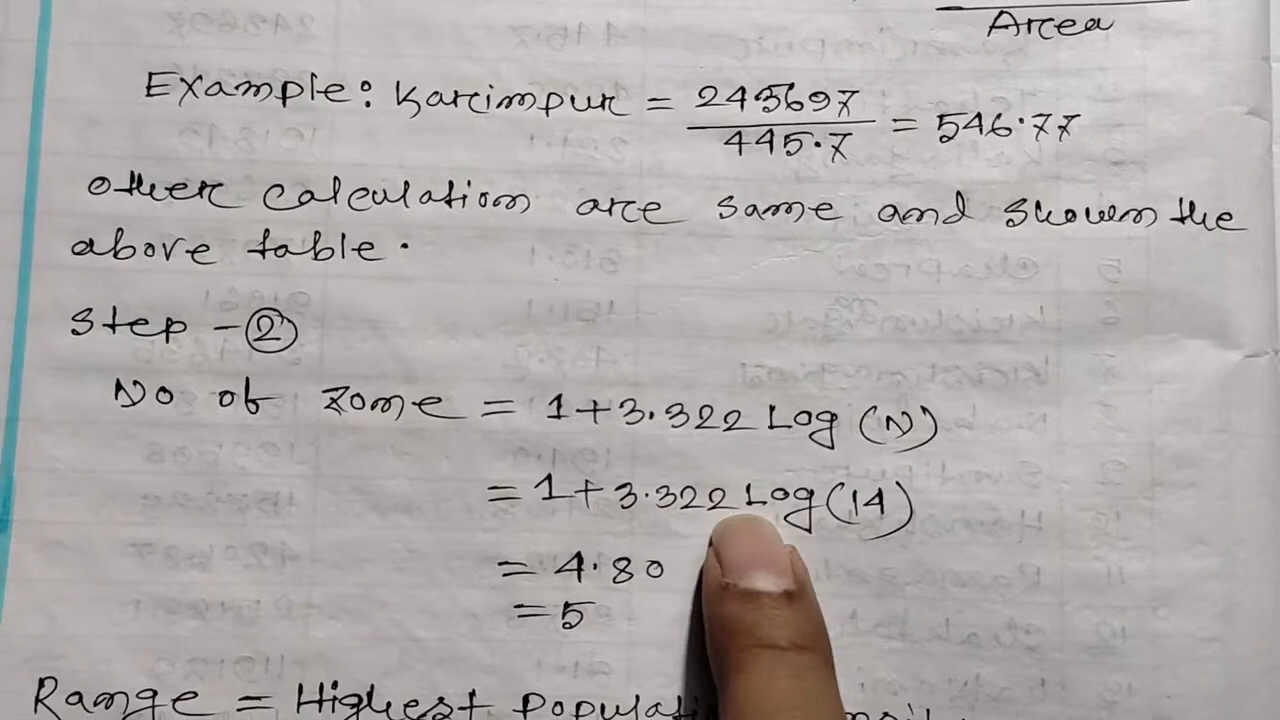 Area
Example: Karimpur = 243697 / 445.7 = 546.77
other calculation are same and shown the
above table.
Step - ②
No of zone = 1+3.322 Log (N)
= 1+3.322 Log (14)
= 4.80
= 5
Range = Highest Populati